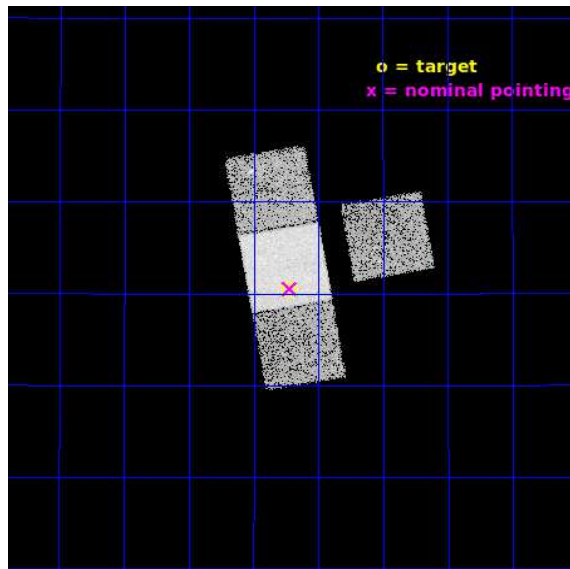 o = target
x = nominal pointing